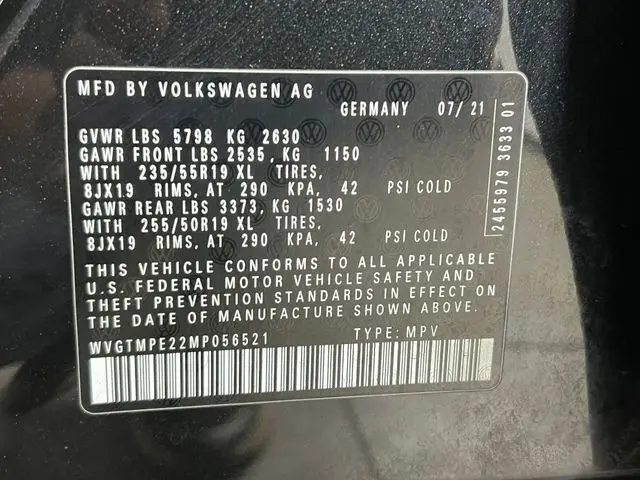 MFD BY VOLKSWAGEN AG
GERMANY 07/21
GVWR LBS 5798 KG 2630
GAWR FRONT LBS 2535, KG 1150
WITH 235/55R19 XL TIRES,
8JX19 RIMS, AT 290 KPA, 42 PSI COLD
GAWR REAR LBS 3373, KG 1530
WITH 255/50R19 XL TIRES,
8JX19 RIMS, AT 290 KPA, 42 PSI COLD
THIS VEHICLE CONFORMS TO ALL APPLICABLE
U.S. FEDERAL MOTOR VEHICLE SAFETY AND
THEFT PREVENTION STANDARDS IN EFFECT ON
THE DATE OF MANUFACTURE SHOWN ABOVE.
WVGTMPE22MP056521 TYPE: MPV
2455979 3633 01